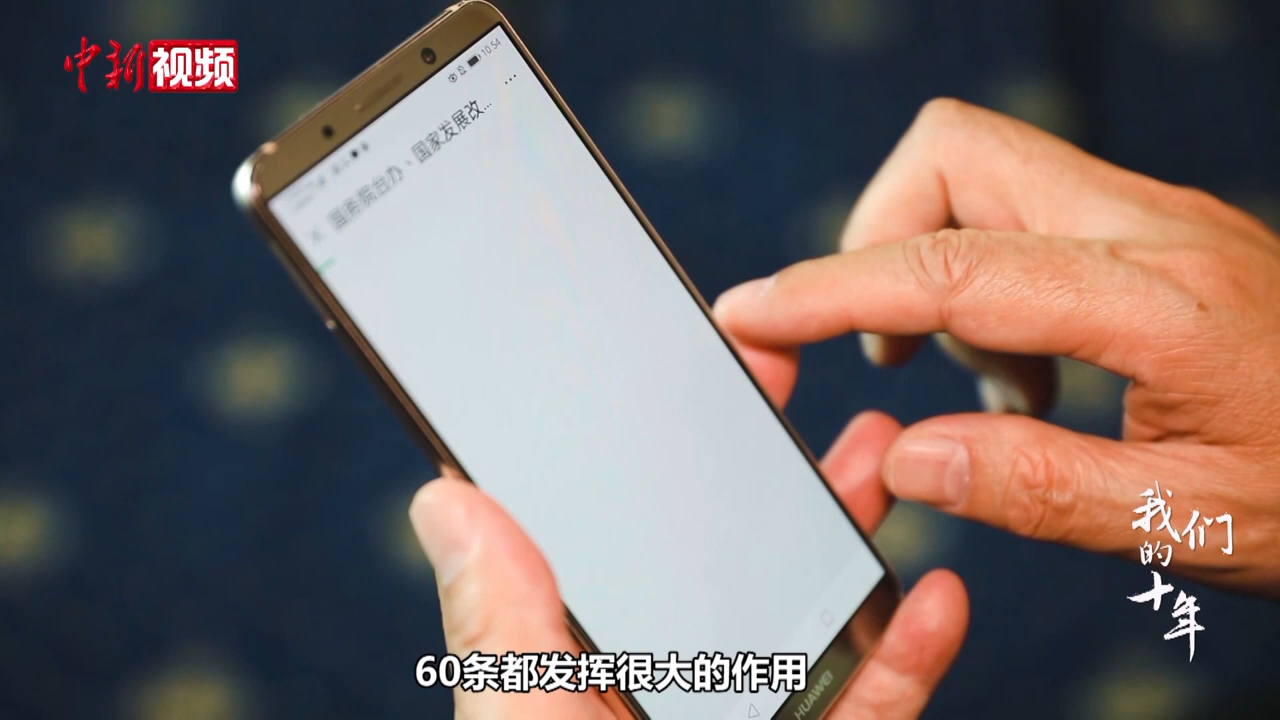 中新视频
10:54
国务院台办、国家发展改...
我们
的
十年
60条都发挥很大的作用
HUAWEI